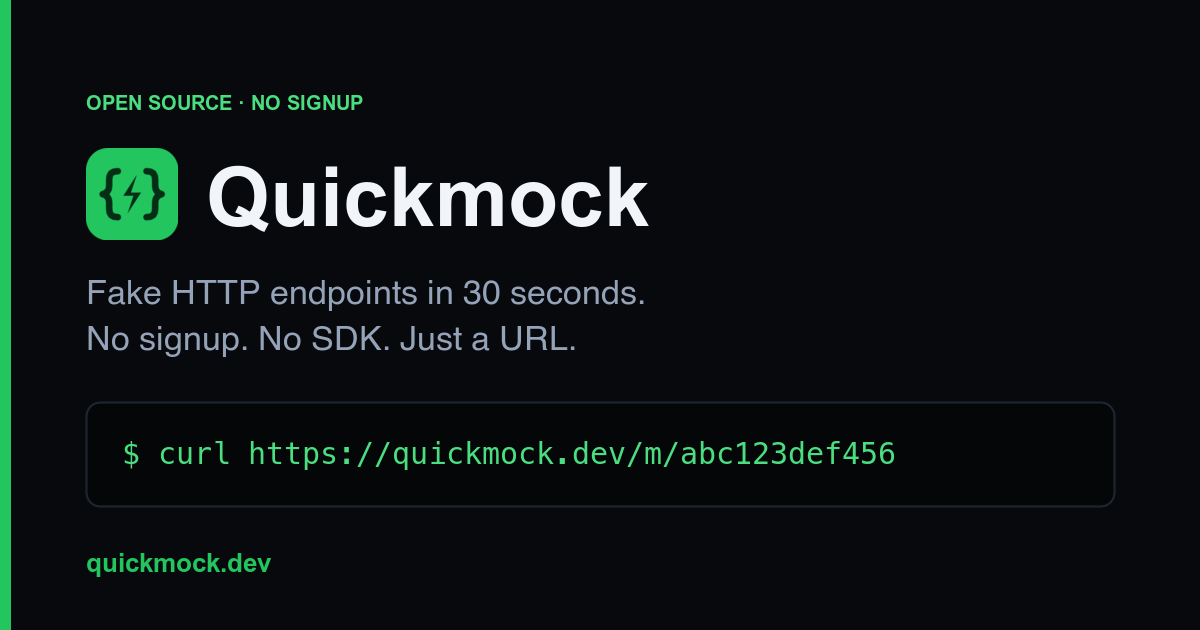 OPEN SOURCE · NO SIGNUP
{⚡} Quickmock
Fake HTTP endpoints in 30 seconds.
No signup. No SDK. Just a URL.
$ curl https://quickmock.dev/m/abc123def456
quickmock.dev